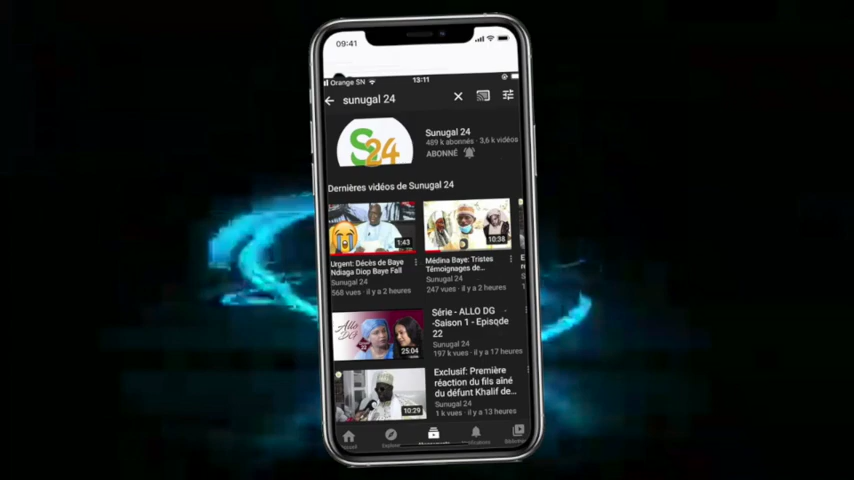 09:41
Orange SN
13:11
sunugal 24
S24
Sunugal 24
489 k abonnés · 3,6 k vidéos
ABONNÉ
Dernières vidéos de Sunugal 24
1:43
10:38
Urgent: Décès de Baye
Ndiaga Diop Baye Fall
Sunugal 24
568 vues · il y a 2 heures
Médina Baye: Tristes
Témoignages de...
Sunugal 24
247 vues · il y a 2 heures
Allo
DG
25:04
Série - ALLO DG
-Saison 1 - Episode
22
Sunugal 24
197 k vues · il y a 17 heures
10:29
Exclusif: Première
réaction du fils aîné
du défunt Khalif de...
Sunugal 24
1 k vues · il y a 13 heures
Explorer